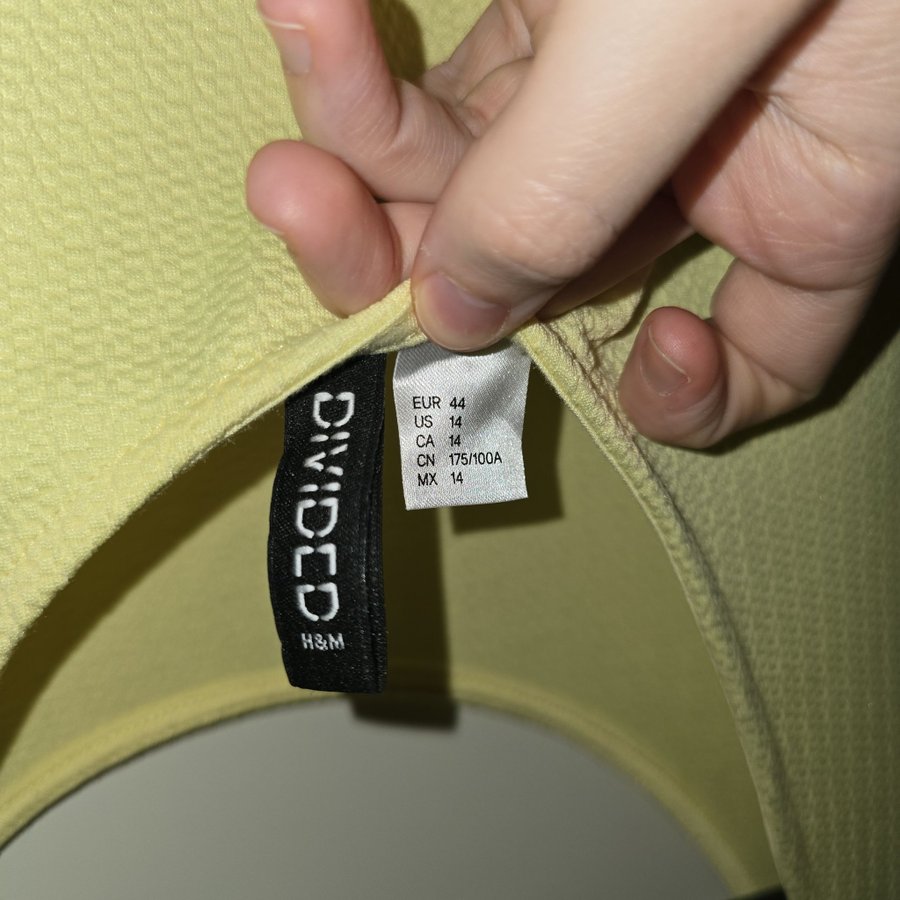 DIVIDED
H&M
EUR 44
US 14
CA 14
CN 175/100A
MX 14